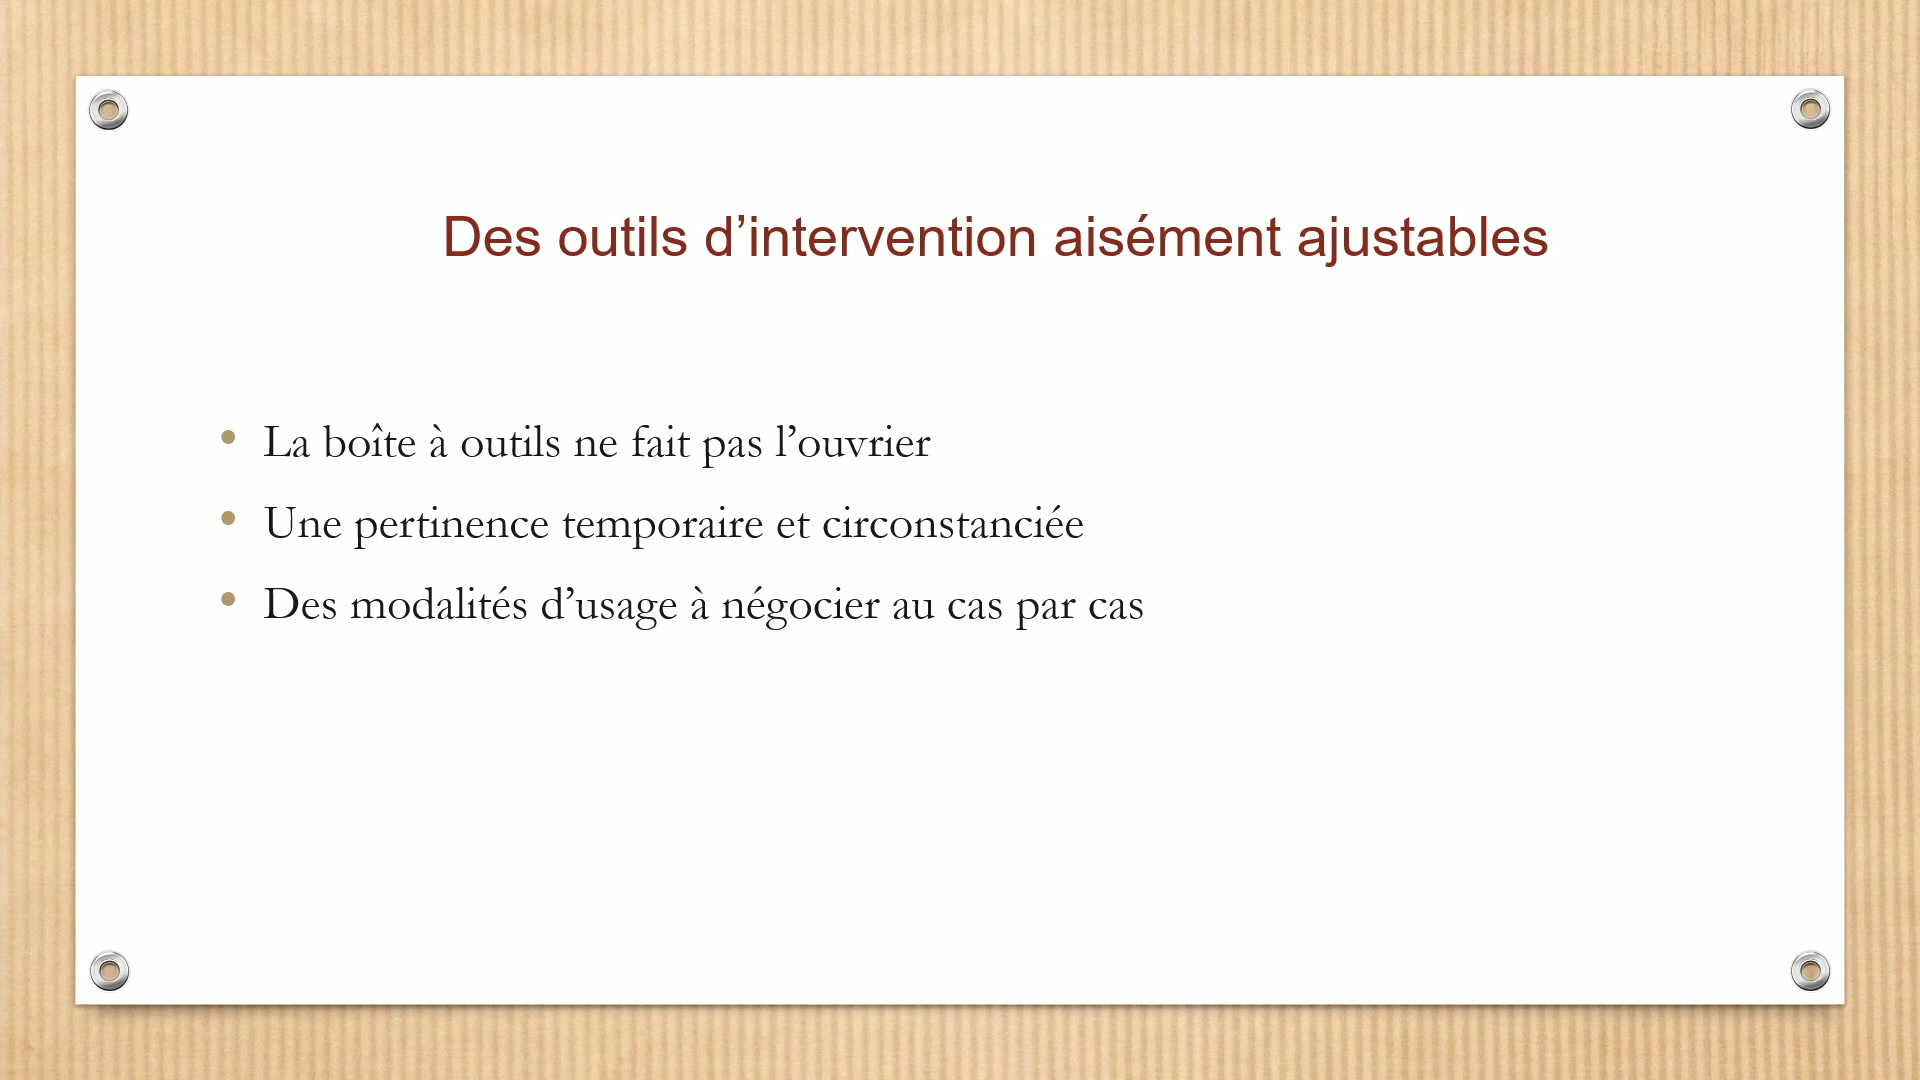 Des outils d’intervention aisément ajustables
• La boîte à outils ne fait pas l’ouvrier
• Une pertinence temporaire et circonstanciée
• Des modalités d’usage à négocier au cas par cas